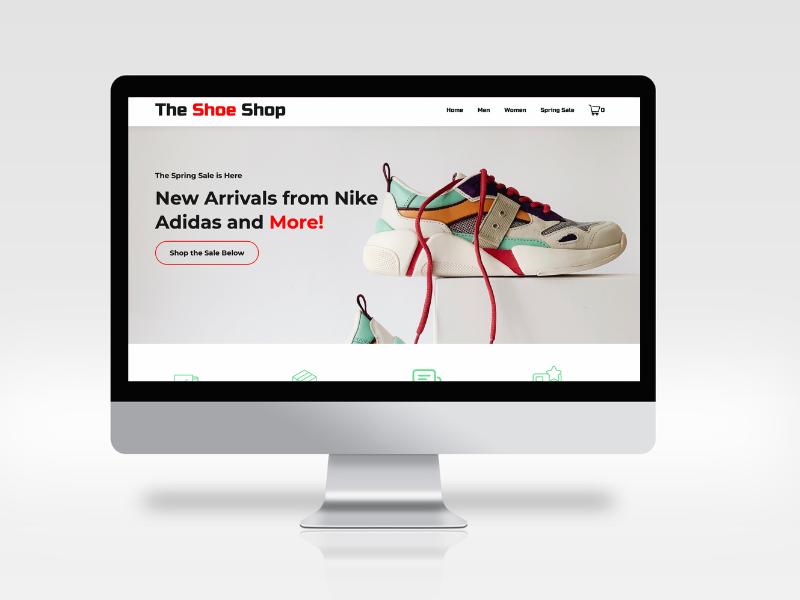 The Shoe Shop
Home Men Women Spring Sale 0
The Spring Sale is Here
New Arrivals from Nike
Adidas and More!
Shop the Sale Below